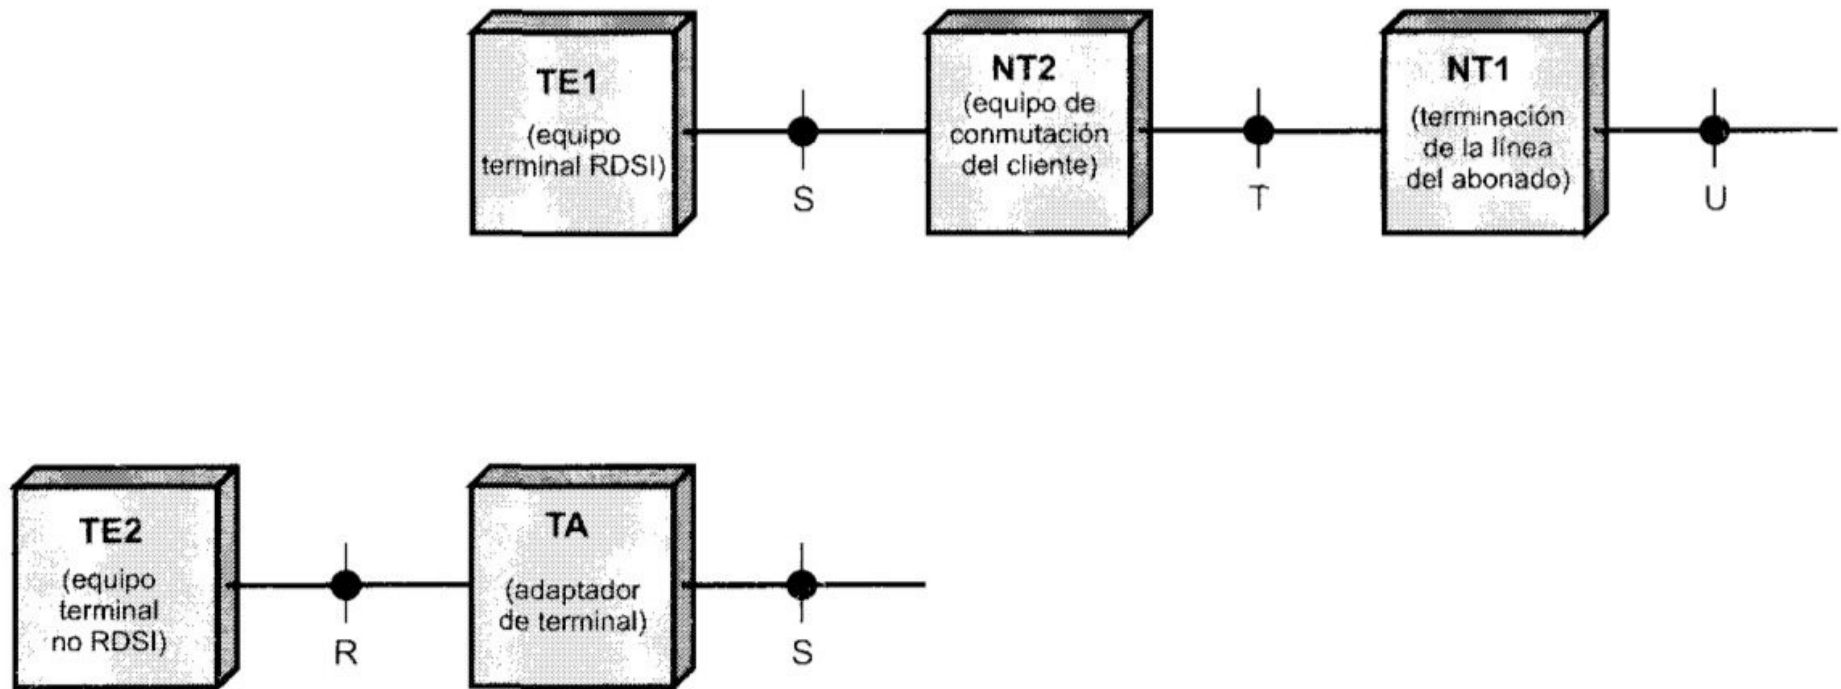 TE1
(equipo
terminal RDSI)
S
NT2
(equipo de
conmutación
del cliente)
T
NT1
(terminación
de la línea
del abonado)
U
TE2
(equipo
terminal
no RDSI)
R
TA
(adaptador
de terminal)
S